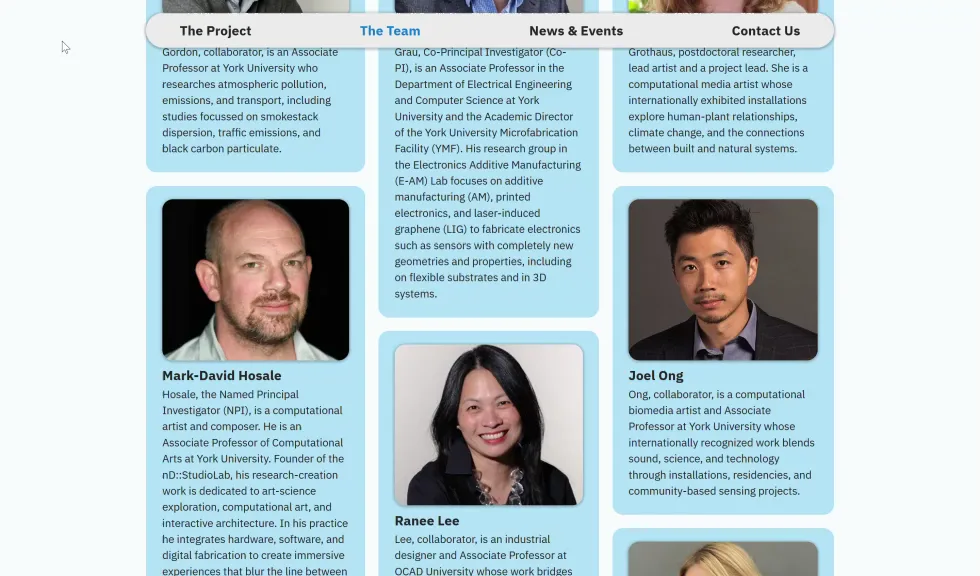 The Project
The Team
News & Events
Contact Us
Gordon, collaborator, is an Associate
Professor at York University who
researches atmospheric pollution,
emissions, and transport, including
studies focussed on smokestack
dispersion, traffic emissions, and
black carbon particulate.
Mark-David Hosale
Hosale, the Named Principal
Investigator (NPI), is a computational
artist and composer. He is an
Associate Professor of Computational
Arts at York University. Founder of the
nD::StudioLab, his research-creation
work is dedicated to art-science
exploration, computational art, and
interactive architecture. In his practice
he integrates hardware, software, and
digital fabrication to create immersive
experiences that blur the line between
Grau, Co-Principal Investigator (Co-
PI), is an Associate Professor in the
Department of Electrical Engineering
and Computer Science at York
University and the Academic Director
of the York University Microfabrication
Facility (YMF). His research group in
the Electronics Additive Manufacturing
(E-AM) Lab focuses on additive
manufacturing (AM), printed
electronics, and laser-induced
graphene (LIG) to fabricate electronics
such as sensors with completely new
geometries and properties, including
on flexible substrates and in 3D
systems.
Ranee Lee
Lee, collaborator, is an industrial
designer and Associate Professor at
OCAD University whose work bridges
Grothaus, postdoctoral researcher,
lead artist and a project lead. She is a
computational media artist whose
internationally exhibited installations
explore human-plant relationships,
climate change, and the connections
between built and natural systems.
Joel Ong
Ong, collaborator, is a computational
biomedia artist and Associate
Professor at York University whose
internationally recognized work blends
sound, science, and technology
through installations, residencies, and
community-based sensing projects.